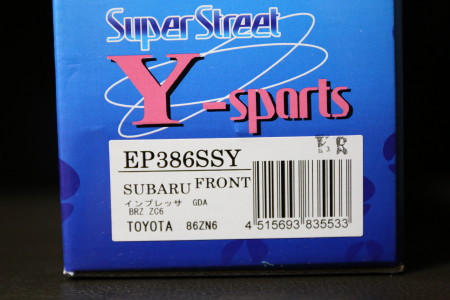 Super Street
Y-sports
EP386SSY
SUBARU FRONT
インプレッサ GDA
BRZ ZC6
TOYOTA 86ZN6
4 515693 835533